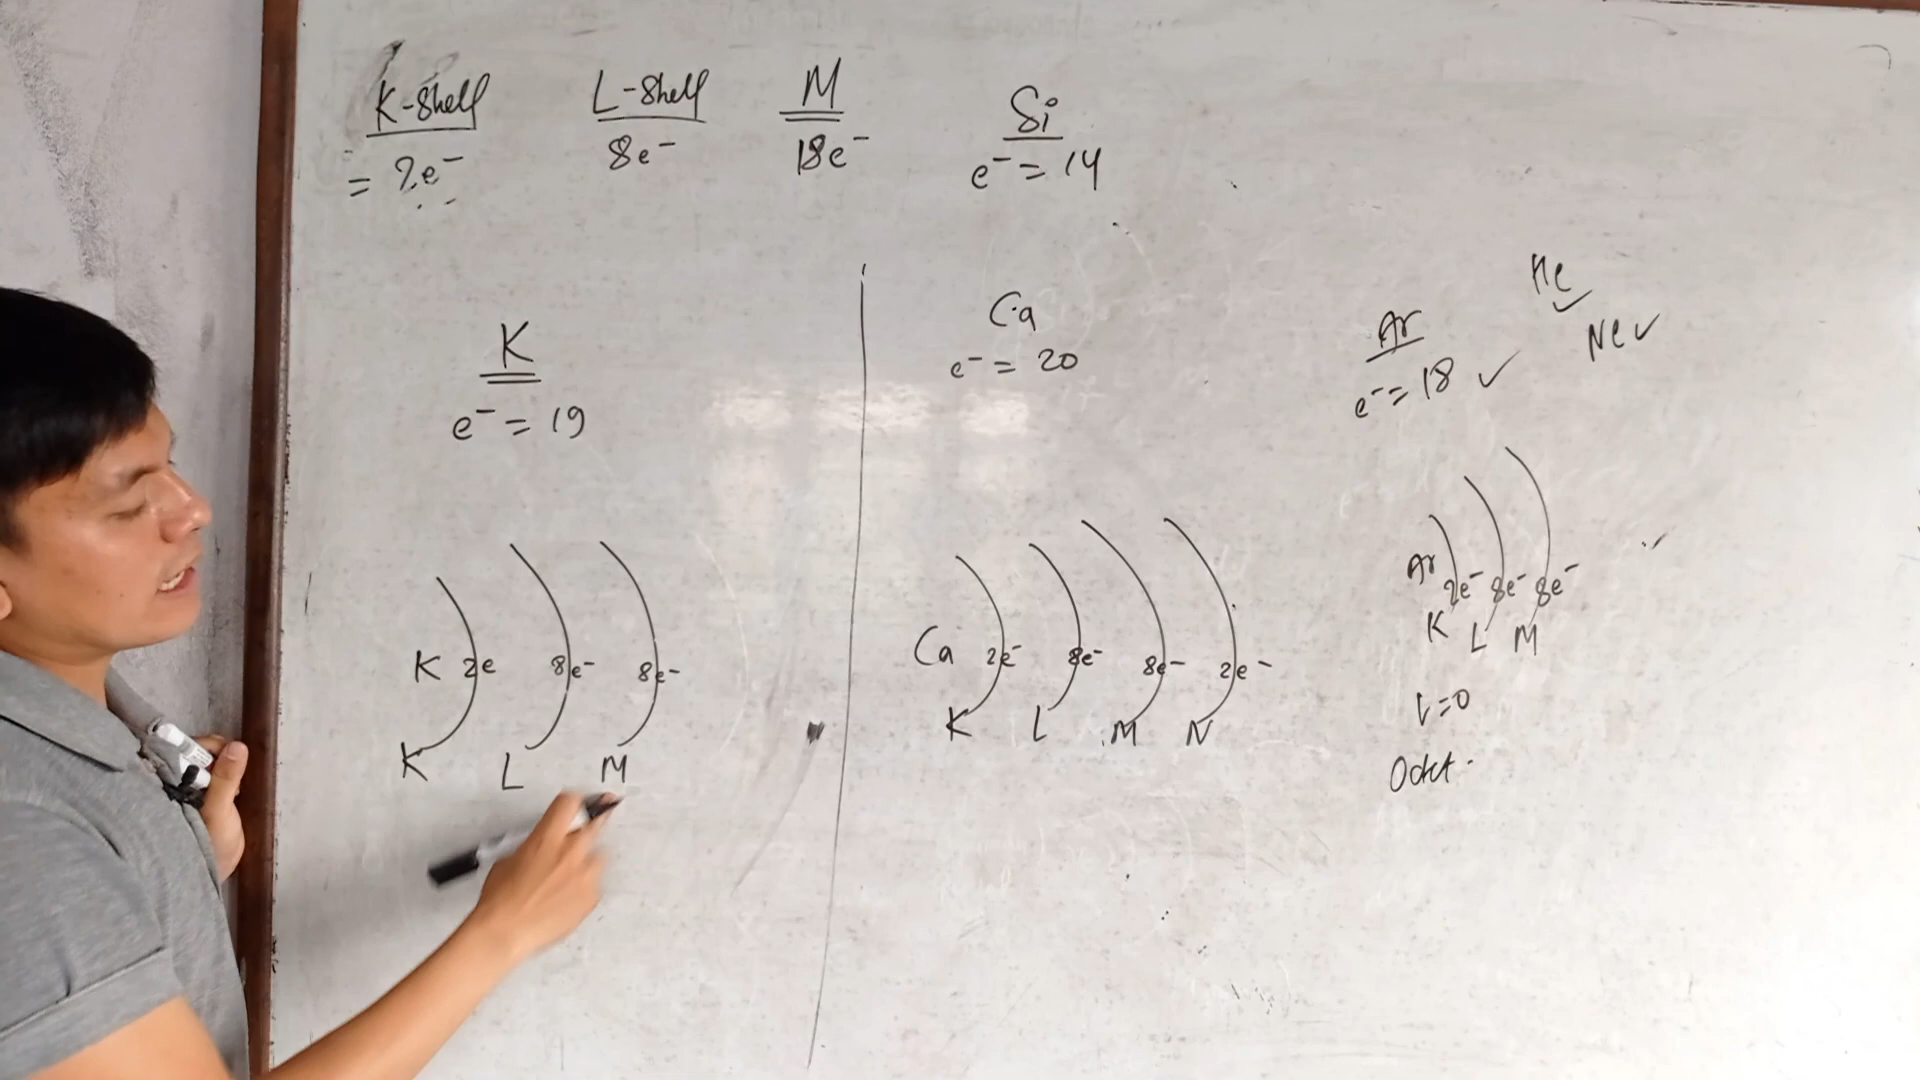 K-Shell L-Shell M Si
= 2e⁻ 8e⁻ 18e⁻ e⁻ = 14
K
e⁻ = 19
K 2e 8e⁻ 8e⁻
K L M
Ca
e⁻ = 20
Ca 2e⁻ 8e⁻ 8e⁻ 2e⁻
K L M N
He
Ne
Ar
e⁻ = 18
Ar 2e⁻ 8e⁻ 8e⁻
K L M
Octet